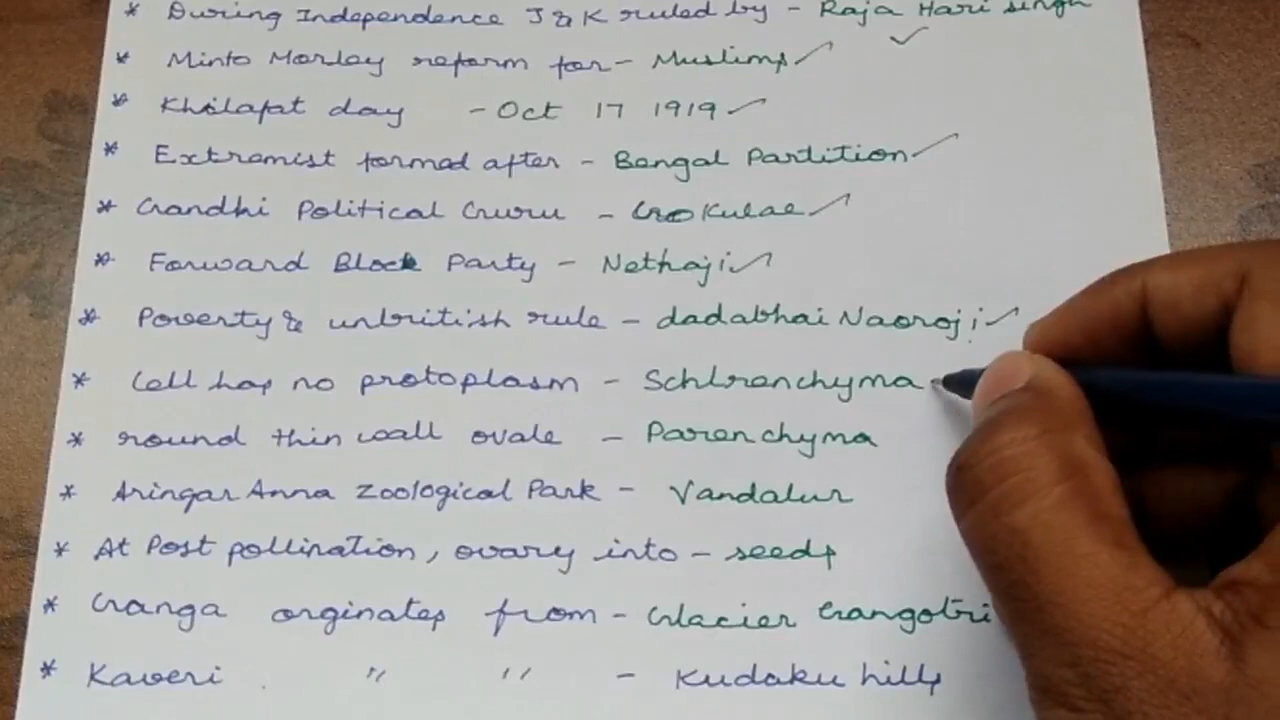 * During Independence J & K ruled by - Raja Hari singh
* Minto Morley reform for - Muslims
* Khilafat day - Oct 17 1919
* Extremist formed after - Bengal Partition
* Gandhi Political Guru - Gokulae
* Forward Block Party - Nethaji
* Poverty & unbritish rule - dadabhai Naoroji
* Cell has no protoplasm - Schlrenchyma
* round thin wall ovale - Parenchyma
* Aringar Anna Zoological Park - Vandalur
* At Post pollination, ovary into - seeds
* Ganga orginates from - Glacier Gangotri
* Kaveri " " - Kudaku hills